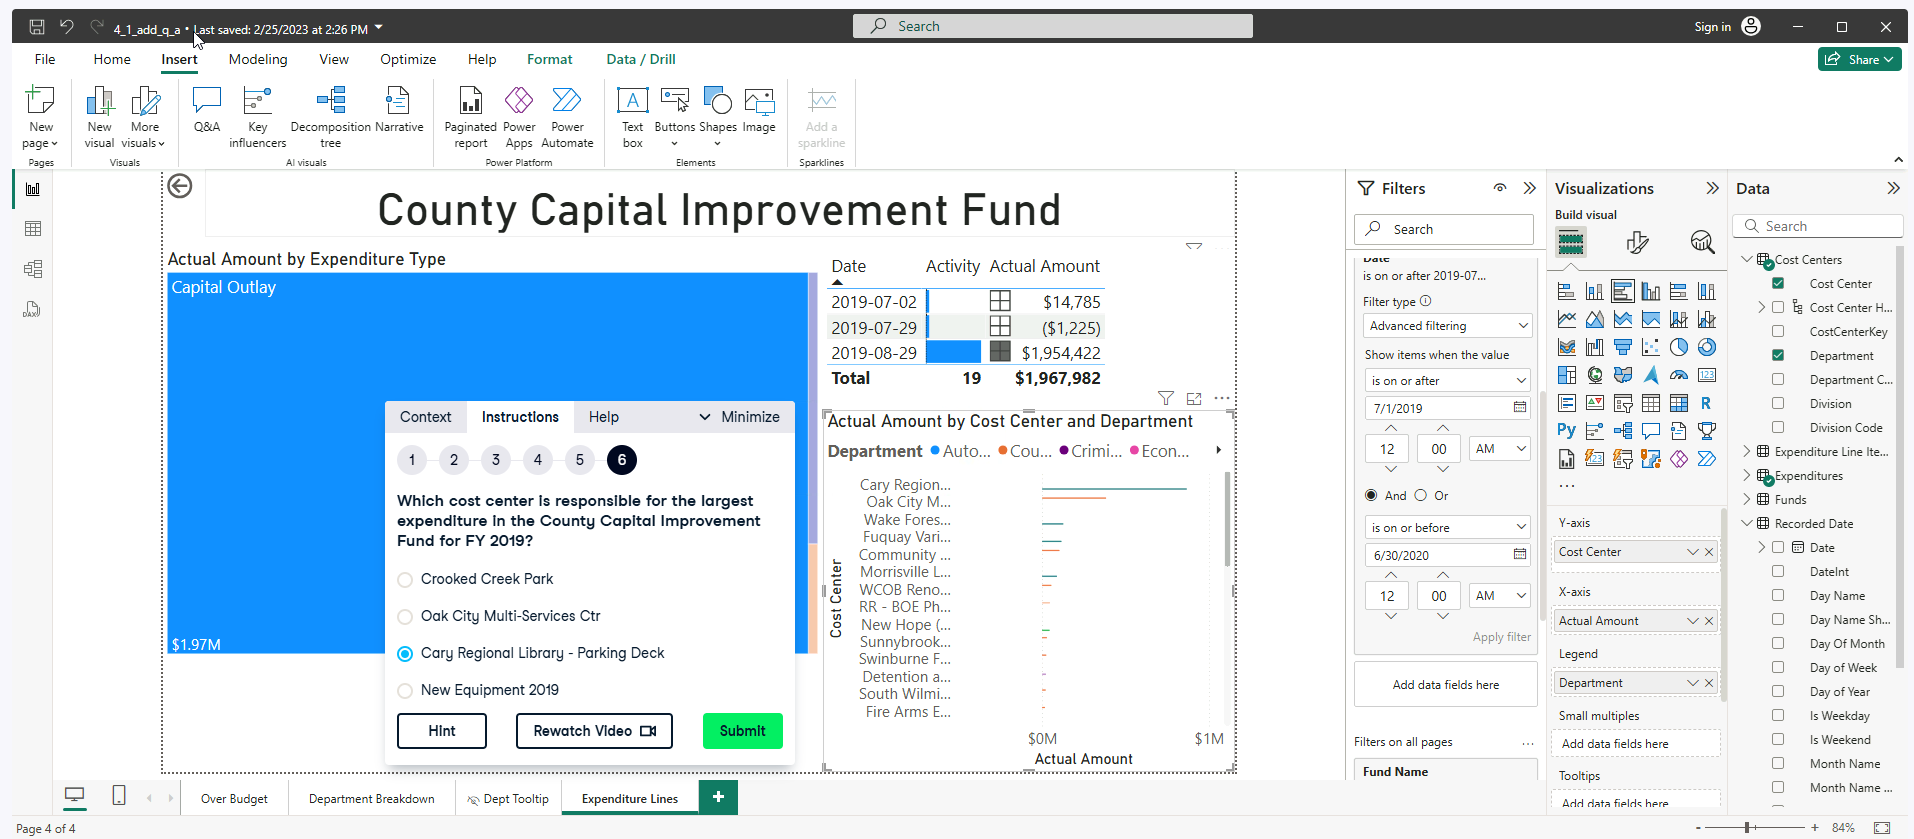 4_1_add_q_a • Last saved: 2/25/2023 at 2:26 PM
Search
Sign in
File Home Insert Modeling View Optimize Help Format Data / Drill
Share
New page
New visual
More visuals
Q&A
Key influencers
Decomposition tree
Narrative
Paginated report
Power Apps
Power Automate
Text box
Buttons
Shapes
Image
Add a sparkline
Pages
Visuals
AI visuals
Power Platform
Elements
Sparklines
County Capital Improvement Fund
Actual Amount by Expenditure Type
Capital Outlay
$1.97M
Date Activity Actual Amount
2019-07-02 $14,785
2019-07-29 ($1,225)
2019-08-29 $1,954,422
Total 19 $1,967,982
Context Instructions Help Minimize
1 2 3 4 5 6
Which cost center is responsible for the largest
expenditure in the County Capital Improvement
Fund for FY 2019?
Crooked Creek Park
Oak City Multi-Services Ctr
Cary Regional Library - Parking Deck
New Equipment 2019
Hint
Rewatch Video
Submit
Actual Amount by Cost Center and Department
Department Auto... Cou... Crimi... Econ...
Cost Center
Cary Region...
Oak City M...
Wake Fores...
Fuquay Vari...
Community ...
Morrisville L...
WCOB Reno...
RR - BOE Ph...
New Hope (...
Sunnybrook...
Swinburne F...
Detention a...
South Wilmi...
Fire Arms E...
$0M $1M
Actual Amount
Filters
Search
Date
is on or after 2019-07...
Filter type
Advanced filtering
Show items when the value
is on or after
7/1/2019
12 00 AM
And Or
is on or before
6/30/2020
12 00 AM
Apply filter
Add data fields here
Filters on all pages ...
Fund Name
Visualizations
Build visual
123
R
Py
...
Y-axis
Cost Center
X-axis
Actual Amount
Legend
Department
Small multiples
Add data fields here
Tooltips
Add data fields here
Data
Search
Cost Centers
Cost Center
Cost Center H...
CostCenterKey
Department
Department C...
Division
Division Code
Expenditure Line Ite...
Expenditures
Funds
Recorded Date
Date
DateInt
Day Name
Day Name Sh...
Day Of Month
Day of Week
Day of Year
Is Weekday
Is Weekend
Month Name
Month Name ...
DAX
Over Budget
Department Breakdown
Dept Tooltip
Expenditure Lines
+
Page 4 of 4
- + 84%